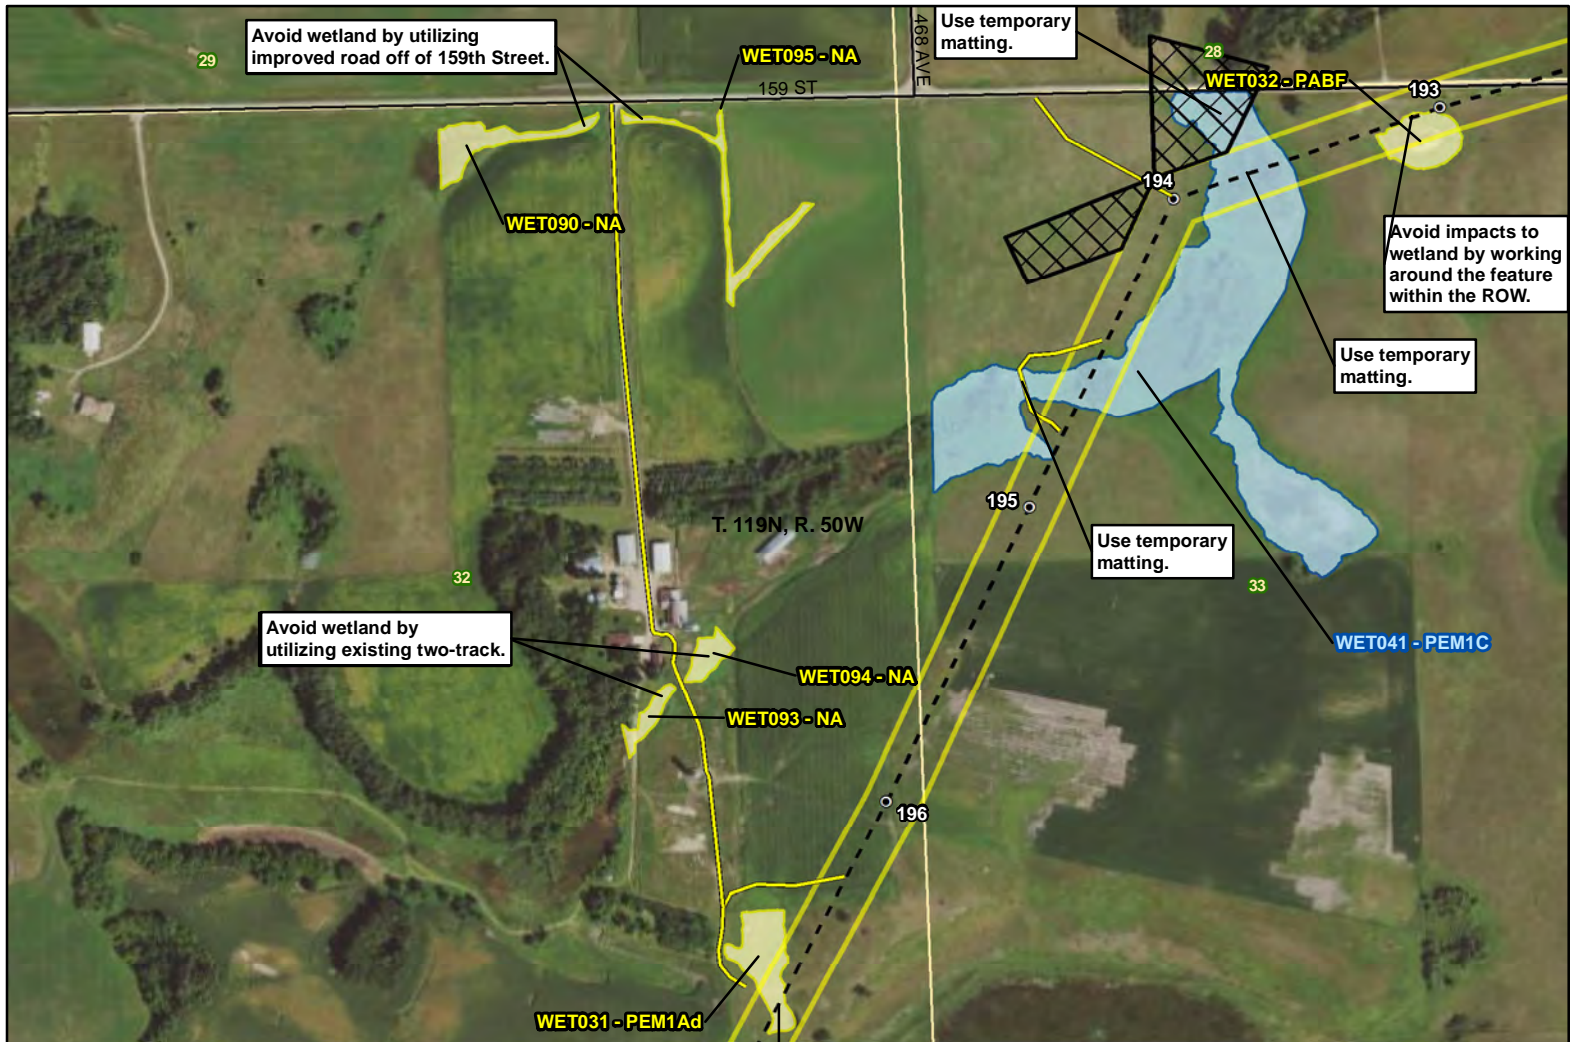 Avoid wetland by utilizing
improved road off of 159th Street.
29
WET095 - NA
159 ST
468 AVE
Use temporary
matting.
28
WET032 - PABF
193
194
WET090 - NA
Avoid impacts to
wetland by working
around the feature
within the ROW.
Use temporary
matting.
195
T. 119N, R. 50W
Use temporary
matting.
32
33
Avoid wetland by
utilizing existing two-track.
WET041 - PEM1C
WET094 - NA
WET093 - NA
196
WET031 - PEM1Ad